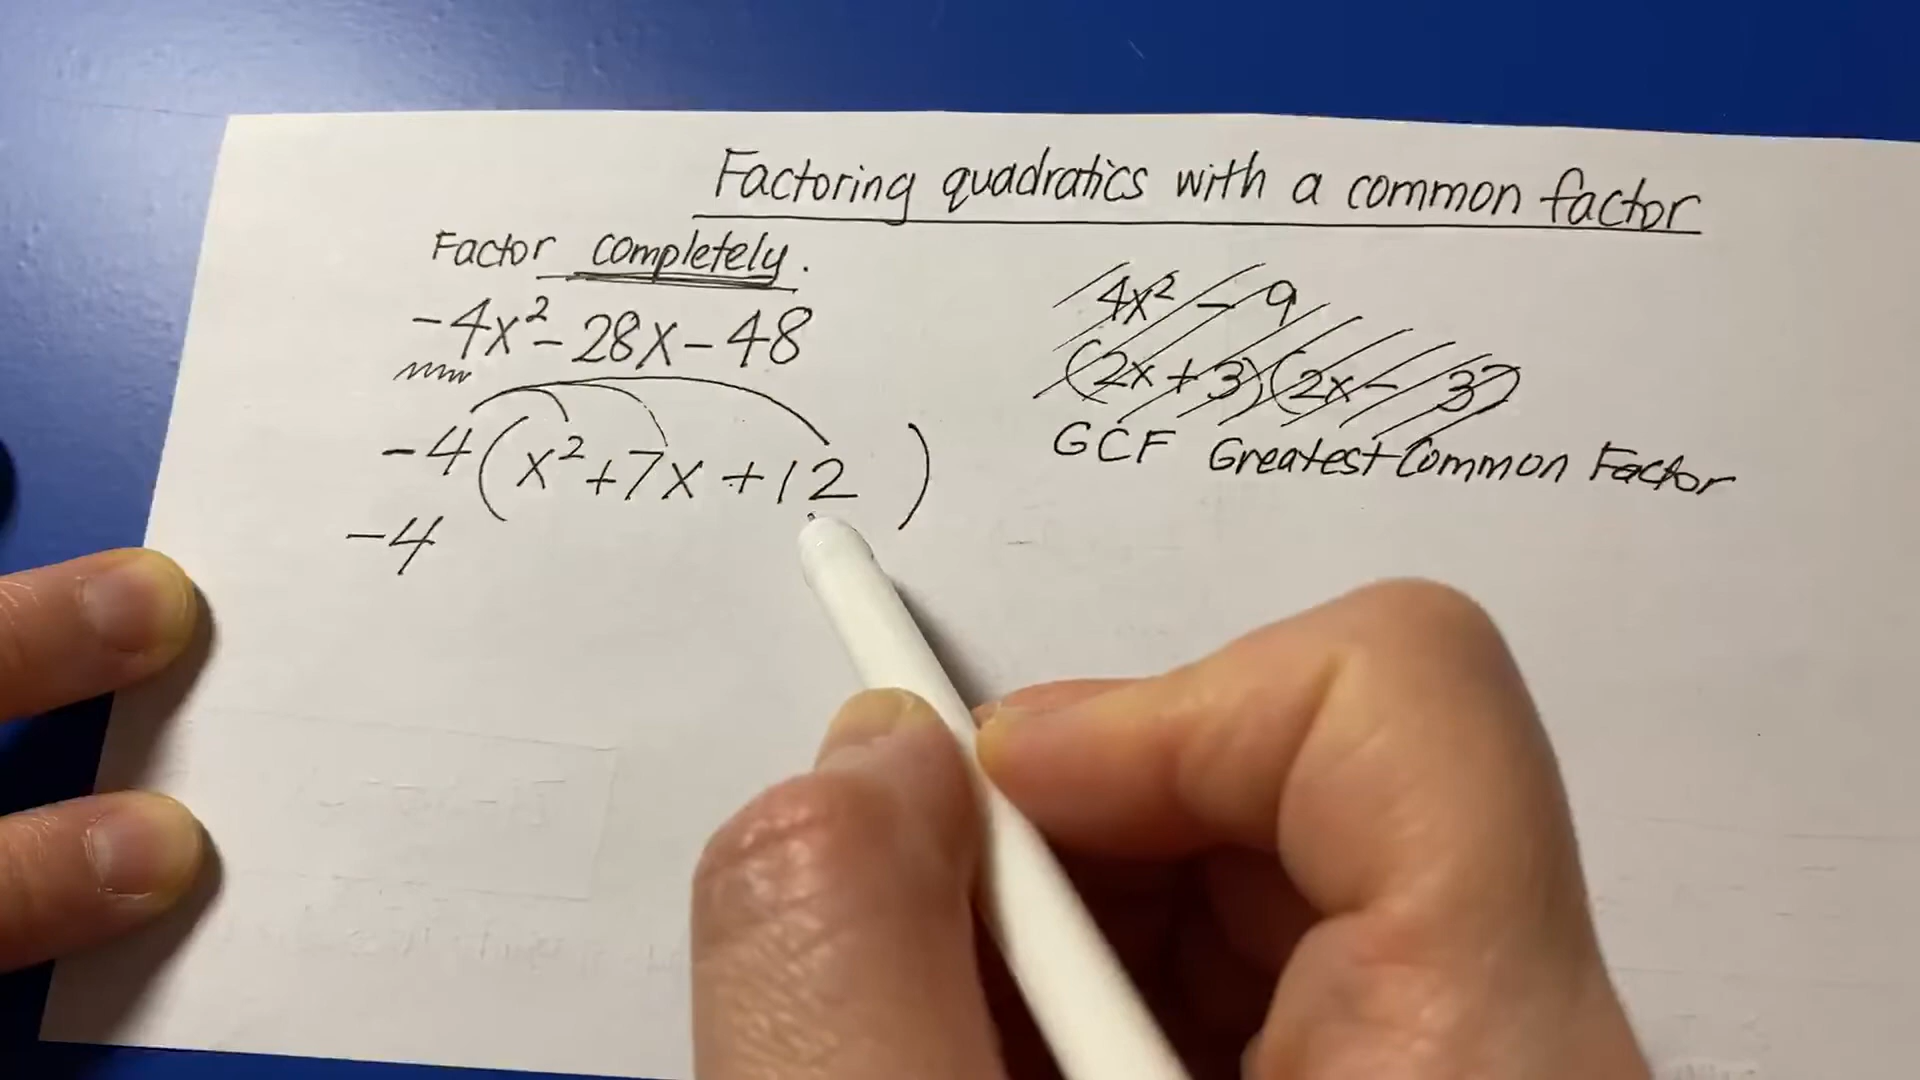 Factoring quadratics with a common factor
Factor completely.
-4x² - 28x - 48
-4(x² + 7x + 12 )
-4
4x² - 9
(2x + 3)(2x - 3)
GCF Greatest Common Factor